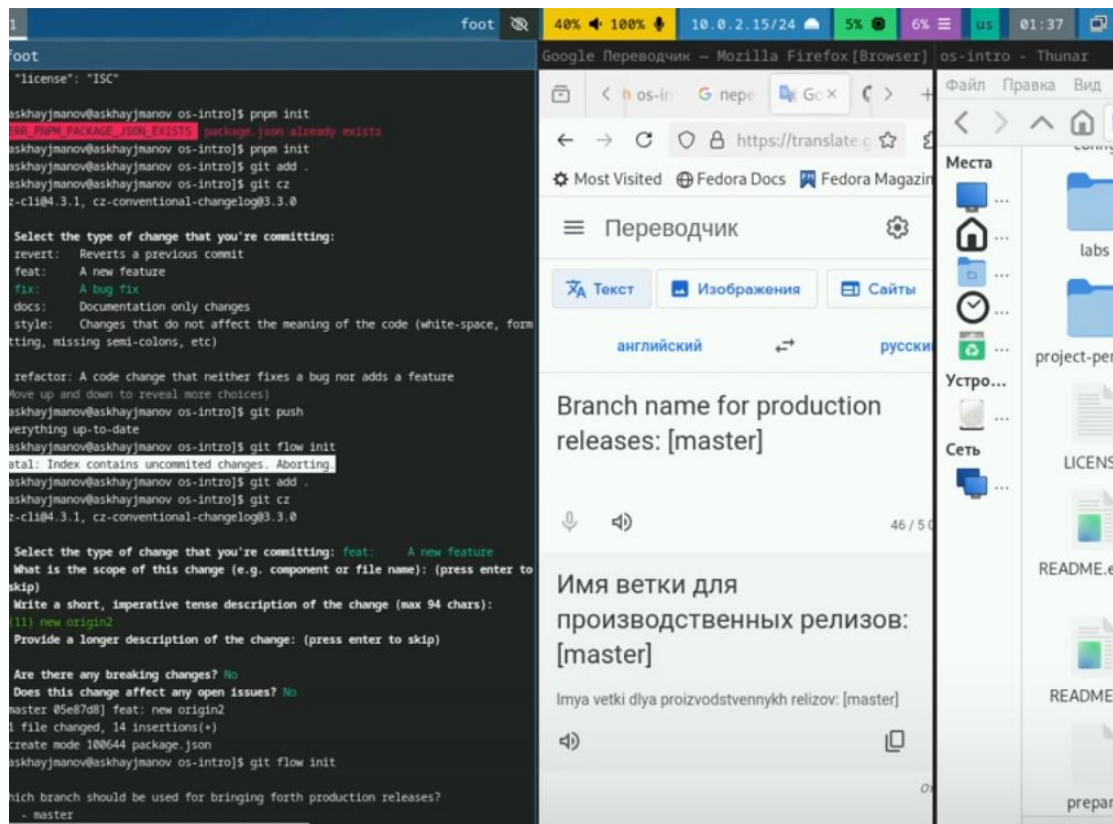 1
foot
40% 100%
10.0.2.15/24
5%
6%
us
01:37
foot
"license": "ISC"
askhayjmanov@askhayjmanov os-intro]$ pnpm init
ERR_PNPM_PACKAGE_JSON_EXISTS package.json already exists
askhayjmanov@askhayjmanov os-intro]$ pnpm init
askhayjmanov@askhayjmanov os-intro]$ git add .
askhayjmanov@askhayjmanov os-intro]$ git cz
z-cli@4.3.1, cz-conventional-changelog@3.3.0
Select the type of change that you're committing:
revert: Reverts a previous commit
feat: A new feature
fix: A bug fix
docs: Documentation only changes
style: Changes that do not affect the meaning of the code (white-space, form
tting, missing semi-colons, etc)
refactor: A code change that neither fixes a bug nor adds a feature
Move up and down to reveal more choices)
askhayjmanov@askhayjmanov os-intro]$ git push
verything up-to-date
askhayjmanov@askhayjmanov os-intro]$ git flow init
atal: Index contains uncommited changes. Aborting.
askhayjmanov@askhayjmanov os-intro]$ git add .
askhayjmanov@askhayjmanov os-intro]$ git cz
z-cli@4.3.1, cz-conventional-changelog@3.3.0
Select the type of change that you're committing: feat: A new feature
What is the scope of this change (e.g. component or file name): (press enter to
skip)
Write a short, imperative tense description of the change (max 94 chars):
(11) new origin2
Provide a longer description of the change: (press enter to skip)
Are there any breaking changes? No
Does this change affect any open issues? No
master 05e87d8] feat: new origin2
1 file changed, 14 insertions(+)
create mode 100644 package.json
askhayjmanov@askhayjmanov os-intro]$ git flow init
hich branch should be used for bringing forth production releases?
- master
Google Переводчик — Mozilla Firefox [Browser]
os-in
пере
Go
https://translate.g
Most Visited
Fedora Docs
Fedora Magazin
Переводчик
Текст
Изображения
Сайты
английский
русски
Branch name for production
releases: [master]
46 / 5 0
Имя ветки для
производственных релизов:
[master]
Imya vetki dlya proizvodstvennykh relizov: [master]
os-intro - Thunar
Файл Правка Вид
Места
Устро...
Сеть
config
labs
project-per
LICENS
README.e
README
prepar